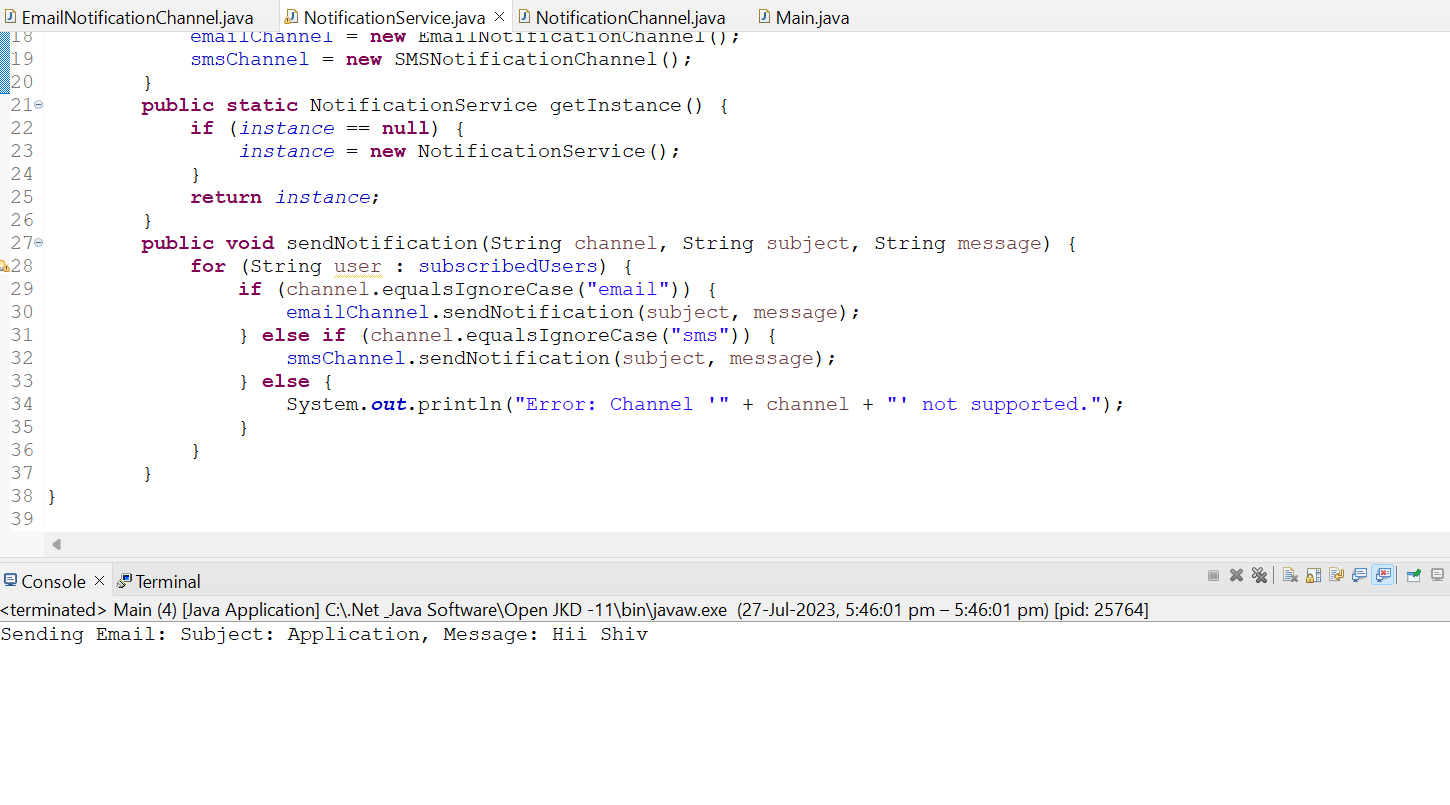 EmailNotificationChannel.java NotificationService.java NotificationChannel.java Main.java
18 emailChannel = new EmailNotificationChannel();
19 smsChannel = new SMSNotificationChannel();
20 }
21 public static NotificationService getInstance() {
22 if (instance == null) {
23 instance = new NotificationService();
24 }
25 return instance;
26 }
27 public void sendNotification(String channel, String subject, String message) {
28 for (String user : subscribedUsers) {
29 if (channel.equalsIgnoreCase("email")) {
30 emailChannel.sendNotification(subject, message);
31 } else if (channel.equalsIgnoreCase("sms")) {
32 smsChannel.sendNotification(subject, message);
33 } else {
34 System.out.println("Error: Channel '" + channel + "' not supported.");
35 }
36 }
37 }
38 }
39
Console Terminal
<terminated> Main (4) [Java Application] C:\.Net _Java Software\Open JKD -11\bin\javaw.exe (27-Jul-2023, 5:46:01 pm – 5:46:01 pm) [pid: 25764]
Sending Email: Subject: Application, Message: Hii Shiv